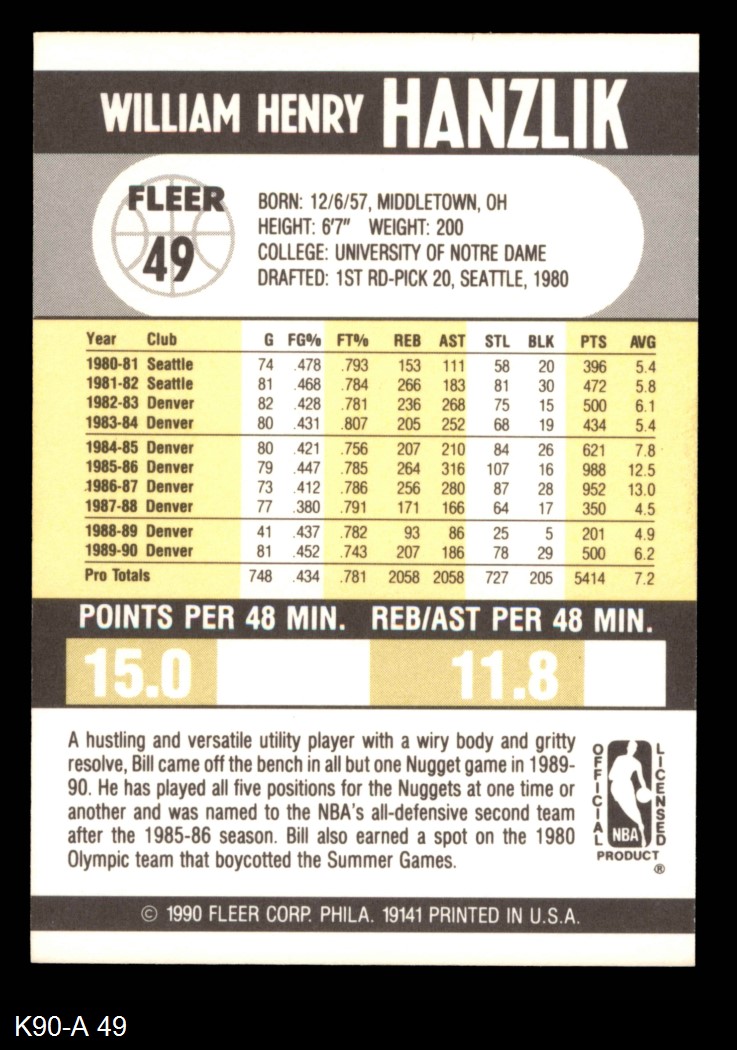 WILLIAM HENRY HANZLIK
FLEER
49
BORN: 12/6/57, MIDDLETOWN, OH
HEIGHT: 6'7" WEIGHT: 200
COLLEGE: UNIVERSITY OF NOTRE DAME
DRAFTED: 1ST RD-PICK 20, SEATTLE, 1980
Year Club G FG% FT% REB AST STL BLK PTS AVG
1980-81 Seattle 74 .478 .793 153 111 58 20 396 5.4
1981-82 Seattle 81 .468 .784 266 183 81 30 472 5.8
1982-83 Denver 82 .428 .781 236 268 75 15 500 6.1
1983-84 Denver 80 .431 .807 205 252 68 19 434 5.4
1984-85 Denver 80 .421 .756 207 210 84 26 621 7.8
1985-86 Denver 79 .447 .785 264 316 107 16 988 12.5
1986-87 Denver 73 .412 .786 256 280 87 28 952 13.0
1987-88 Denver 77 .380 .791 171 166 64 17 350 4.5
1988-89 Denver 41 .437 .782 93 86 25 5 201 4.9
1989-90 Denver 81 .452 .743 207 186 78 29 500 6.2
Pro Totals 748 .434 .781 2058 2058 727 205 5414 7.2
POINTS PER 48 MIN. REB/AST PER 48 MIN.
15.0 11.8
A hustling and versatile utility player with a wiry body and gritty
resolve, Bill came off the bench in all but one Nugget game in 1989-
90. He has played all five positions for the Nuggets at one time or
another and was named to the NBA's all-defensive second team
after the 1985-86 season. Bill also earned a spot on the 1980
Olympic team that boycotted the Summer Games.
OFFICIAL
LICENSED
NBA
PRODUCT
®
© 1990 FLEER CORP. PHILA. 19141 PRINTED IN U.S.A.
K90-A 49